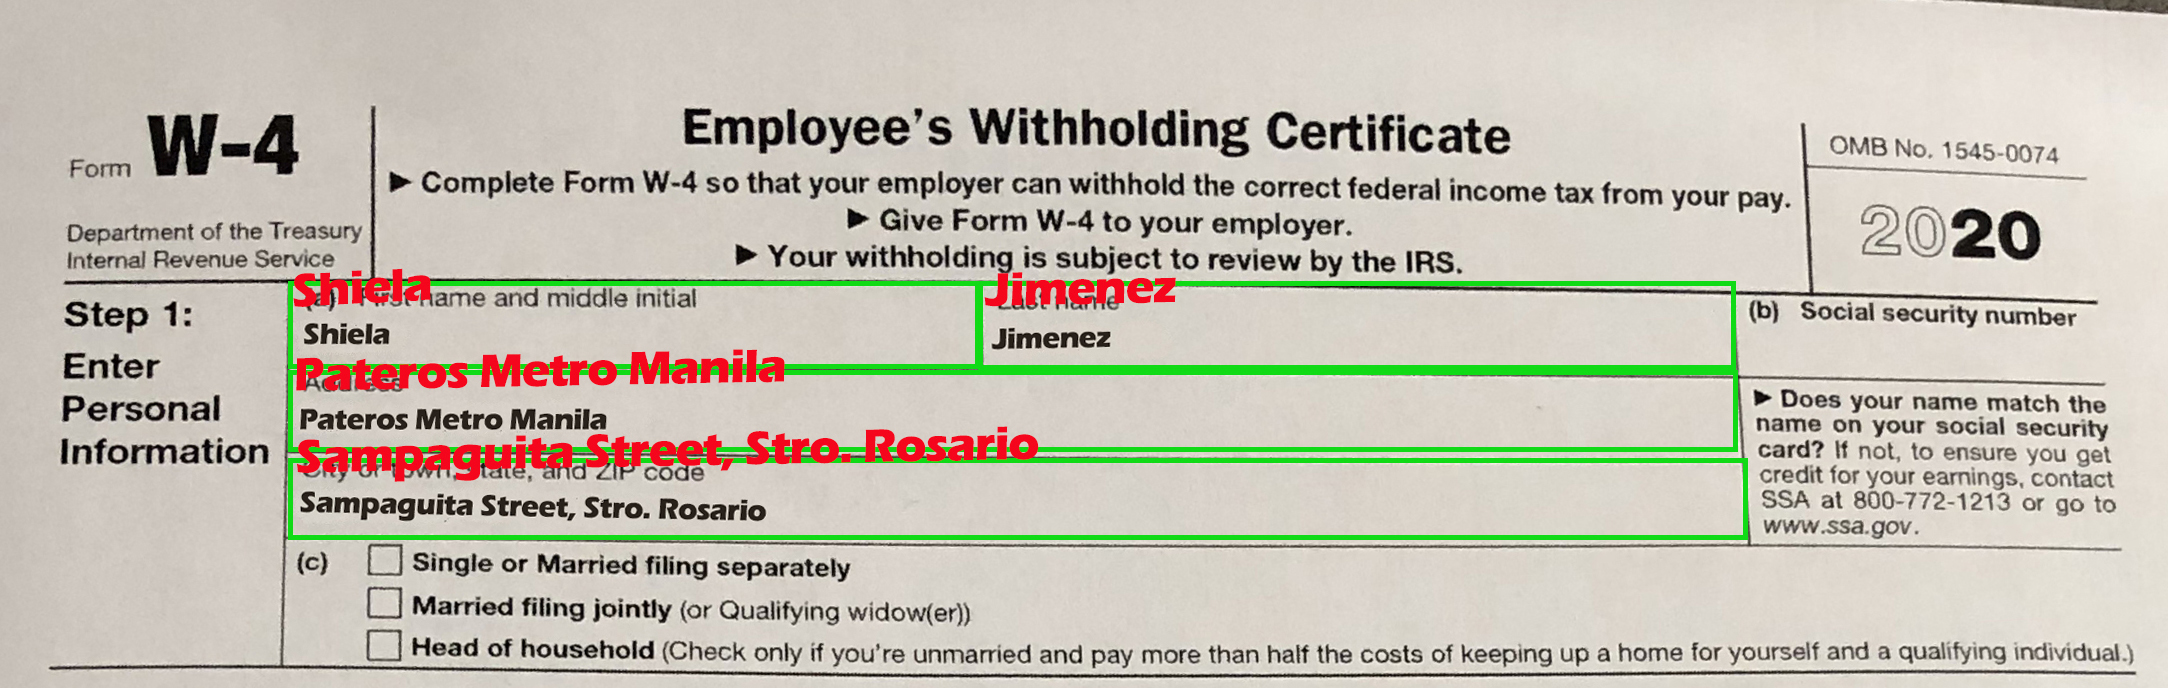 Form W-4
Department of the Treasury
Internal Revenue Service
Employee's Withholding Certificate
▶ Complete Form W-4 so that your employer can withhold the correct federal income tax from your pay.
▶ Give Form W-4 to your employer.
▶ Your withholding is subject to review by the IRS.
OMB No. 1545-0074
2020
Step 1:
Enter
Personal
Information
Shiela
(a) First name and middle initial
Shiela
Jimenez
Last name
Jimenez
(b) Social security number
Pateros Metro Manila
Address
Pateros Metro Manila
Sampaguita Street, Stro. Rosario
City or town, state, and ZIP code
Sampaguita Street, Stro. Rosario
▶ Does your name match the
name on your social security
card? If not, to ensure you get
credit for your earnings, contact
SSA at 800-772-1213 or go to
www.ssa.gov.
(c) Single or Married filing separately
Married filing jointly (or Qualifying widow(er))
Head of household (Check only if you're unmarried and pay more than half the costs of keeping up a home for yourself and a qualifying individual.)